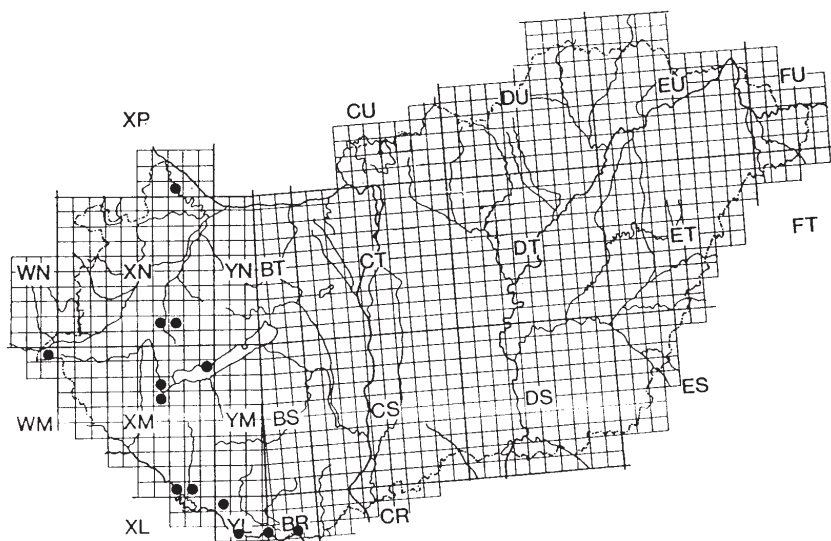 FU
EU
DU
CU
XP
FT
ET
DT
CT
WN
XN
YN
BT
ES
DS
CS
WM
XM
YM
BS
CR
XL
YL
BR